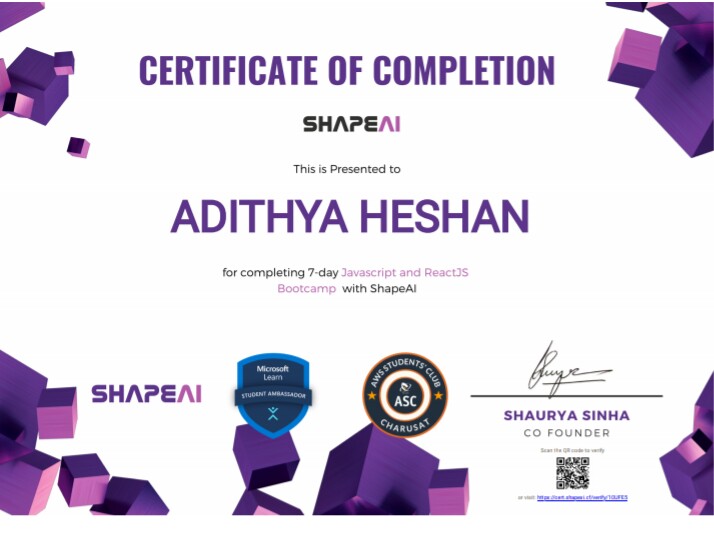 CERTIFICATE OF COMPLETION
SHAPEAI
This is Presented to
ADITHYA HESHAN
for completing 7-day Javascript and ReactJS
Bootcamp with ShapeAI
SHAPEAI
Microsoft
Learn
STUDENT AMBASSADOR
AWS STUDENTS' CLUB
ASC
CHARUSAT
SHAURYA SINHA
CO FOUNDER
Scan the QR code to verify
or visit: https://cert.shapeai.cf/verify/